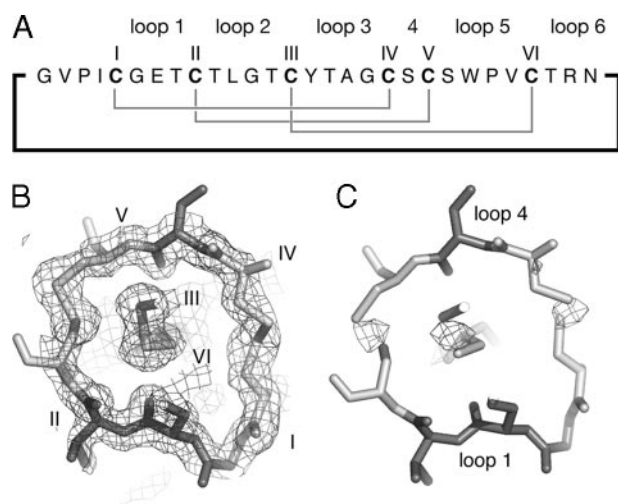 A
loop 1 loop 2 loop 3 4 loop 5 loop 6
I II III IV V VI
GVPICGETCTLGTCYTAGCSCSWPVCTRN
B
V
IV
III
VI
II
I
C
loop 4
loop 1